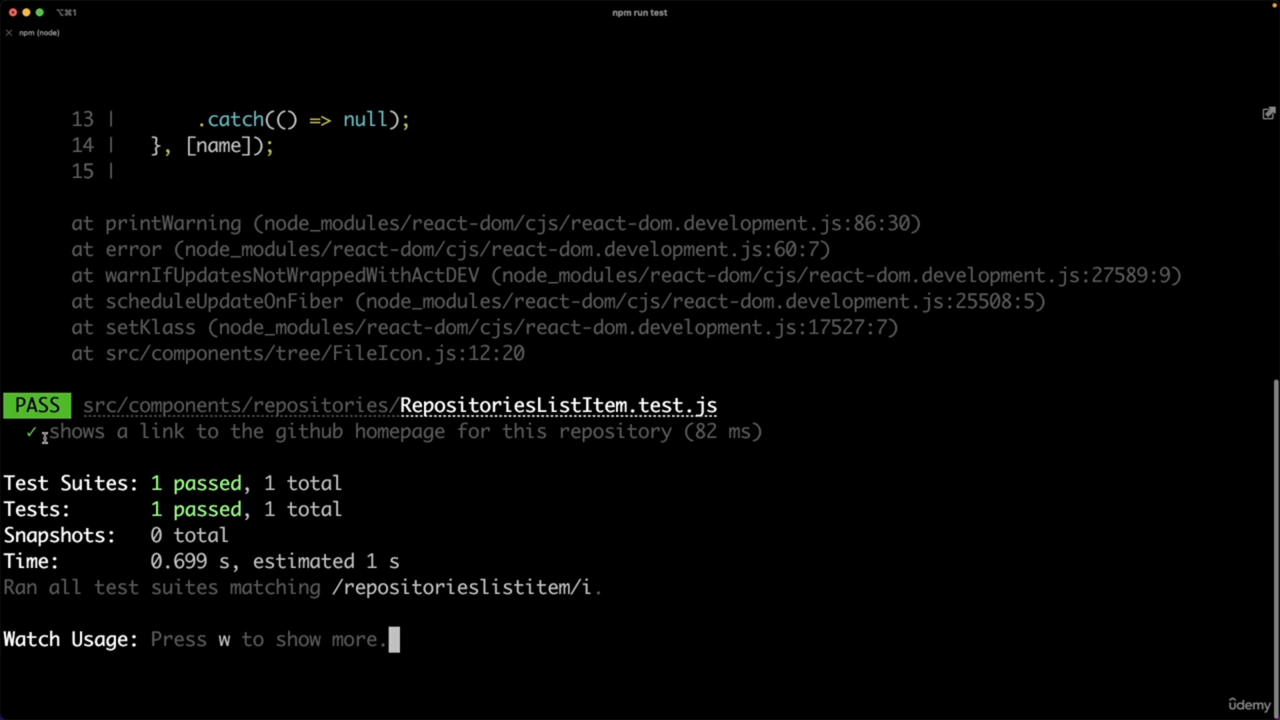 ⌥⌘1
npm run test
npm (node)
13 |       .catch(() => null);
14 |   }, [name]);
15 |
at printWarning (node_modules/react-dom/cjs/react-dom.development.js:86:30)
at error (node_modules/react-dom/cjs/react-dom.development.js:60:7)
at warnIfUpdatesNotWrappedWithActDEV (node_modules/react-dom/cjs/react-dom.development.js:27589:9)
at scheduleUpdateOnFiber (node_modules/react-dom/cjs/react-dom.development.js:25508:5)
at setKlass (node_modules/react-dom/cjs/react-dom.development.js:17527:7)
at src/components/tree/FileIcon.js:12:20
PASS src/components/repositories/RepositoriesListItem.test.js
✓ shows a link to the github homepage for this repository (82 ms)
Test Suites: 1 passed, 1 total
Tests: 1 passed, 1 total
Snapshots: 0 total
Time: 0.699 s, estimated 1 s
Ran all test suites matching /repositorieslistitem/i.
Watch Usage: Press w to show more.
ûdemy